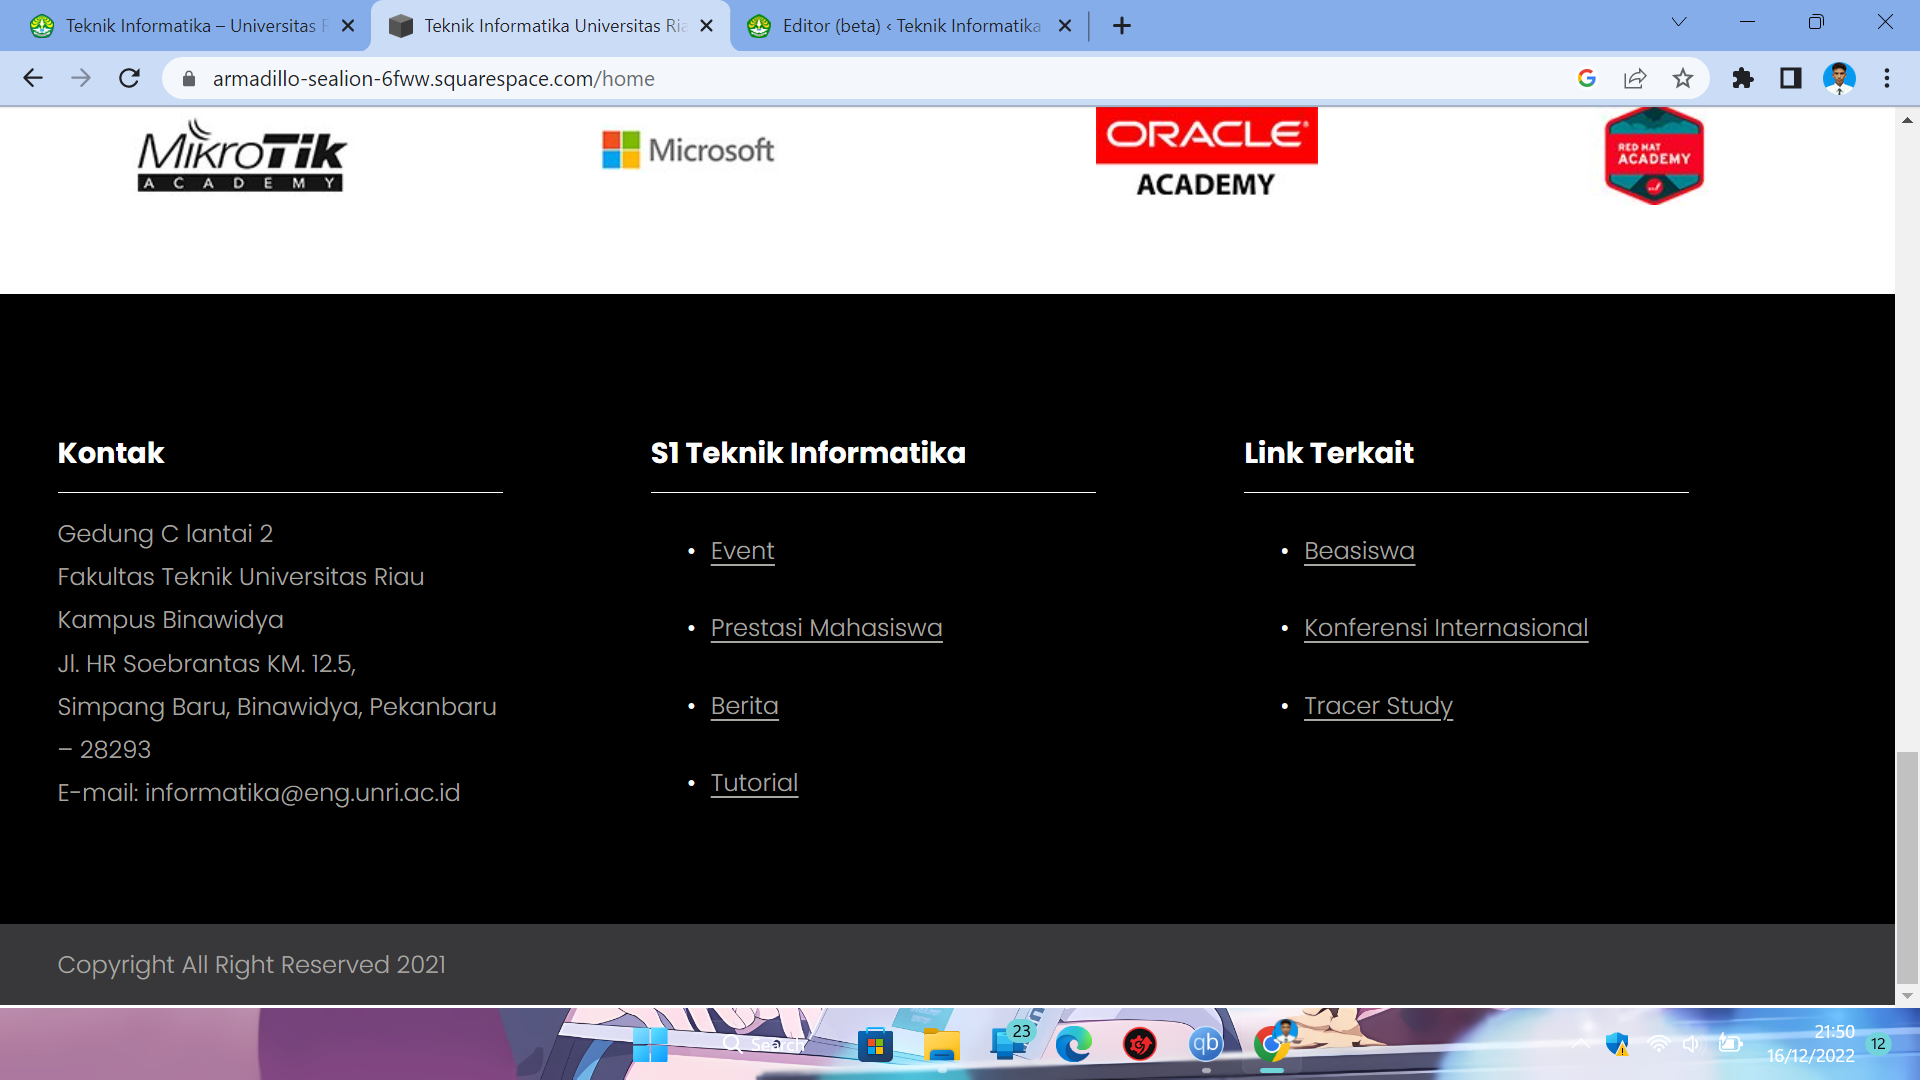 Teknik Informatika – Universitas R
Teknik Informatika Universitas Ria
Editor (beta) ‹ Teknik Informatika
armadillo-sealion-6fww.squarespace.com/home
MikroTik
ACADEMY
Microsoft
ORACLE®
ACADEMY
RED HAT
ACADEMY
Kontak
Gedung C lantai 2
Fakultas Teknik Universitas Riau
Kampus Binawidya
Jl. HR Soebrantas KM. 12.5,
Simpang Baru, Binawidya, Pekanbaru
– 28293
E-mail: informatika@eng.unri.ac.id
S1 Teknik Informatika
• Event
• Prestasi Mahasiswa
• Berita
• Tutorial
Link Terkait
• Beasiswa
• Konferensi Internasional
• Tracer Study
Copyright All Right Reserved 2021
Search
23
qb
21:50
16/12/2022
12